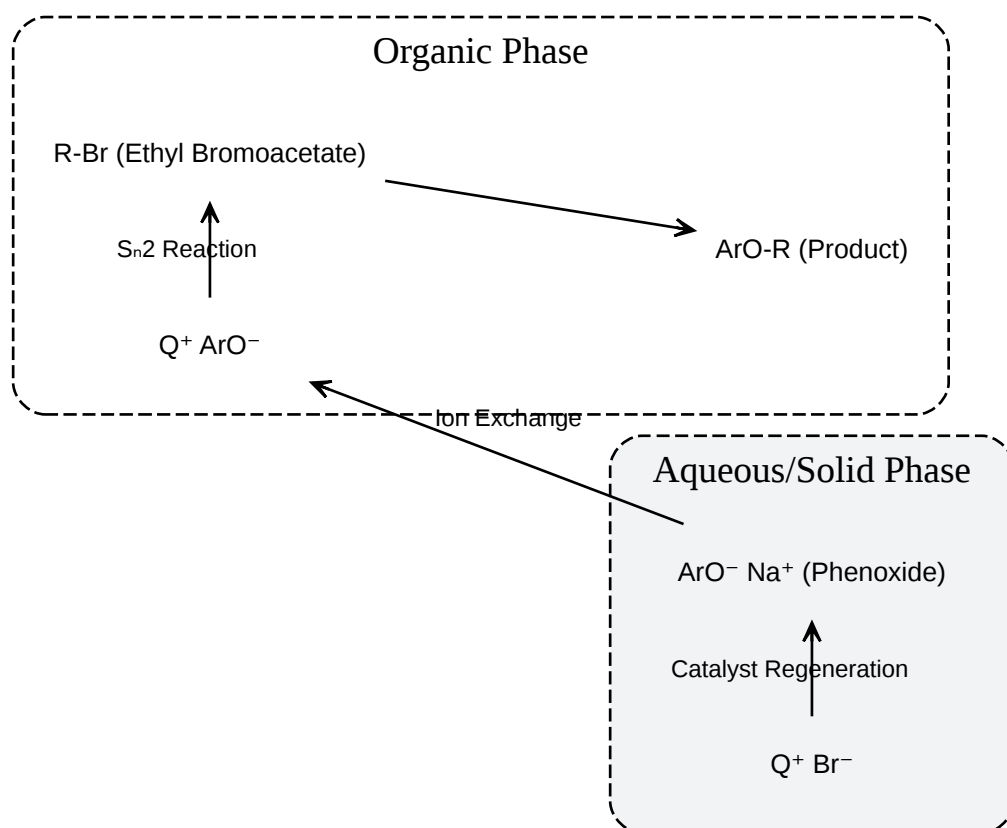 Organic Phase
R-Br (Ethyl Bromoacetate)
Sₙ2 Reaction
ArO-R (Product)
Q⁺ ArO⁻
Ion Exchange
Aqueous/Solid Phase
ArO⁻ Na⁺ (Phenoxide)
Catalyst Regeneration
Q⁺ Br⁻